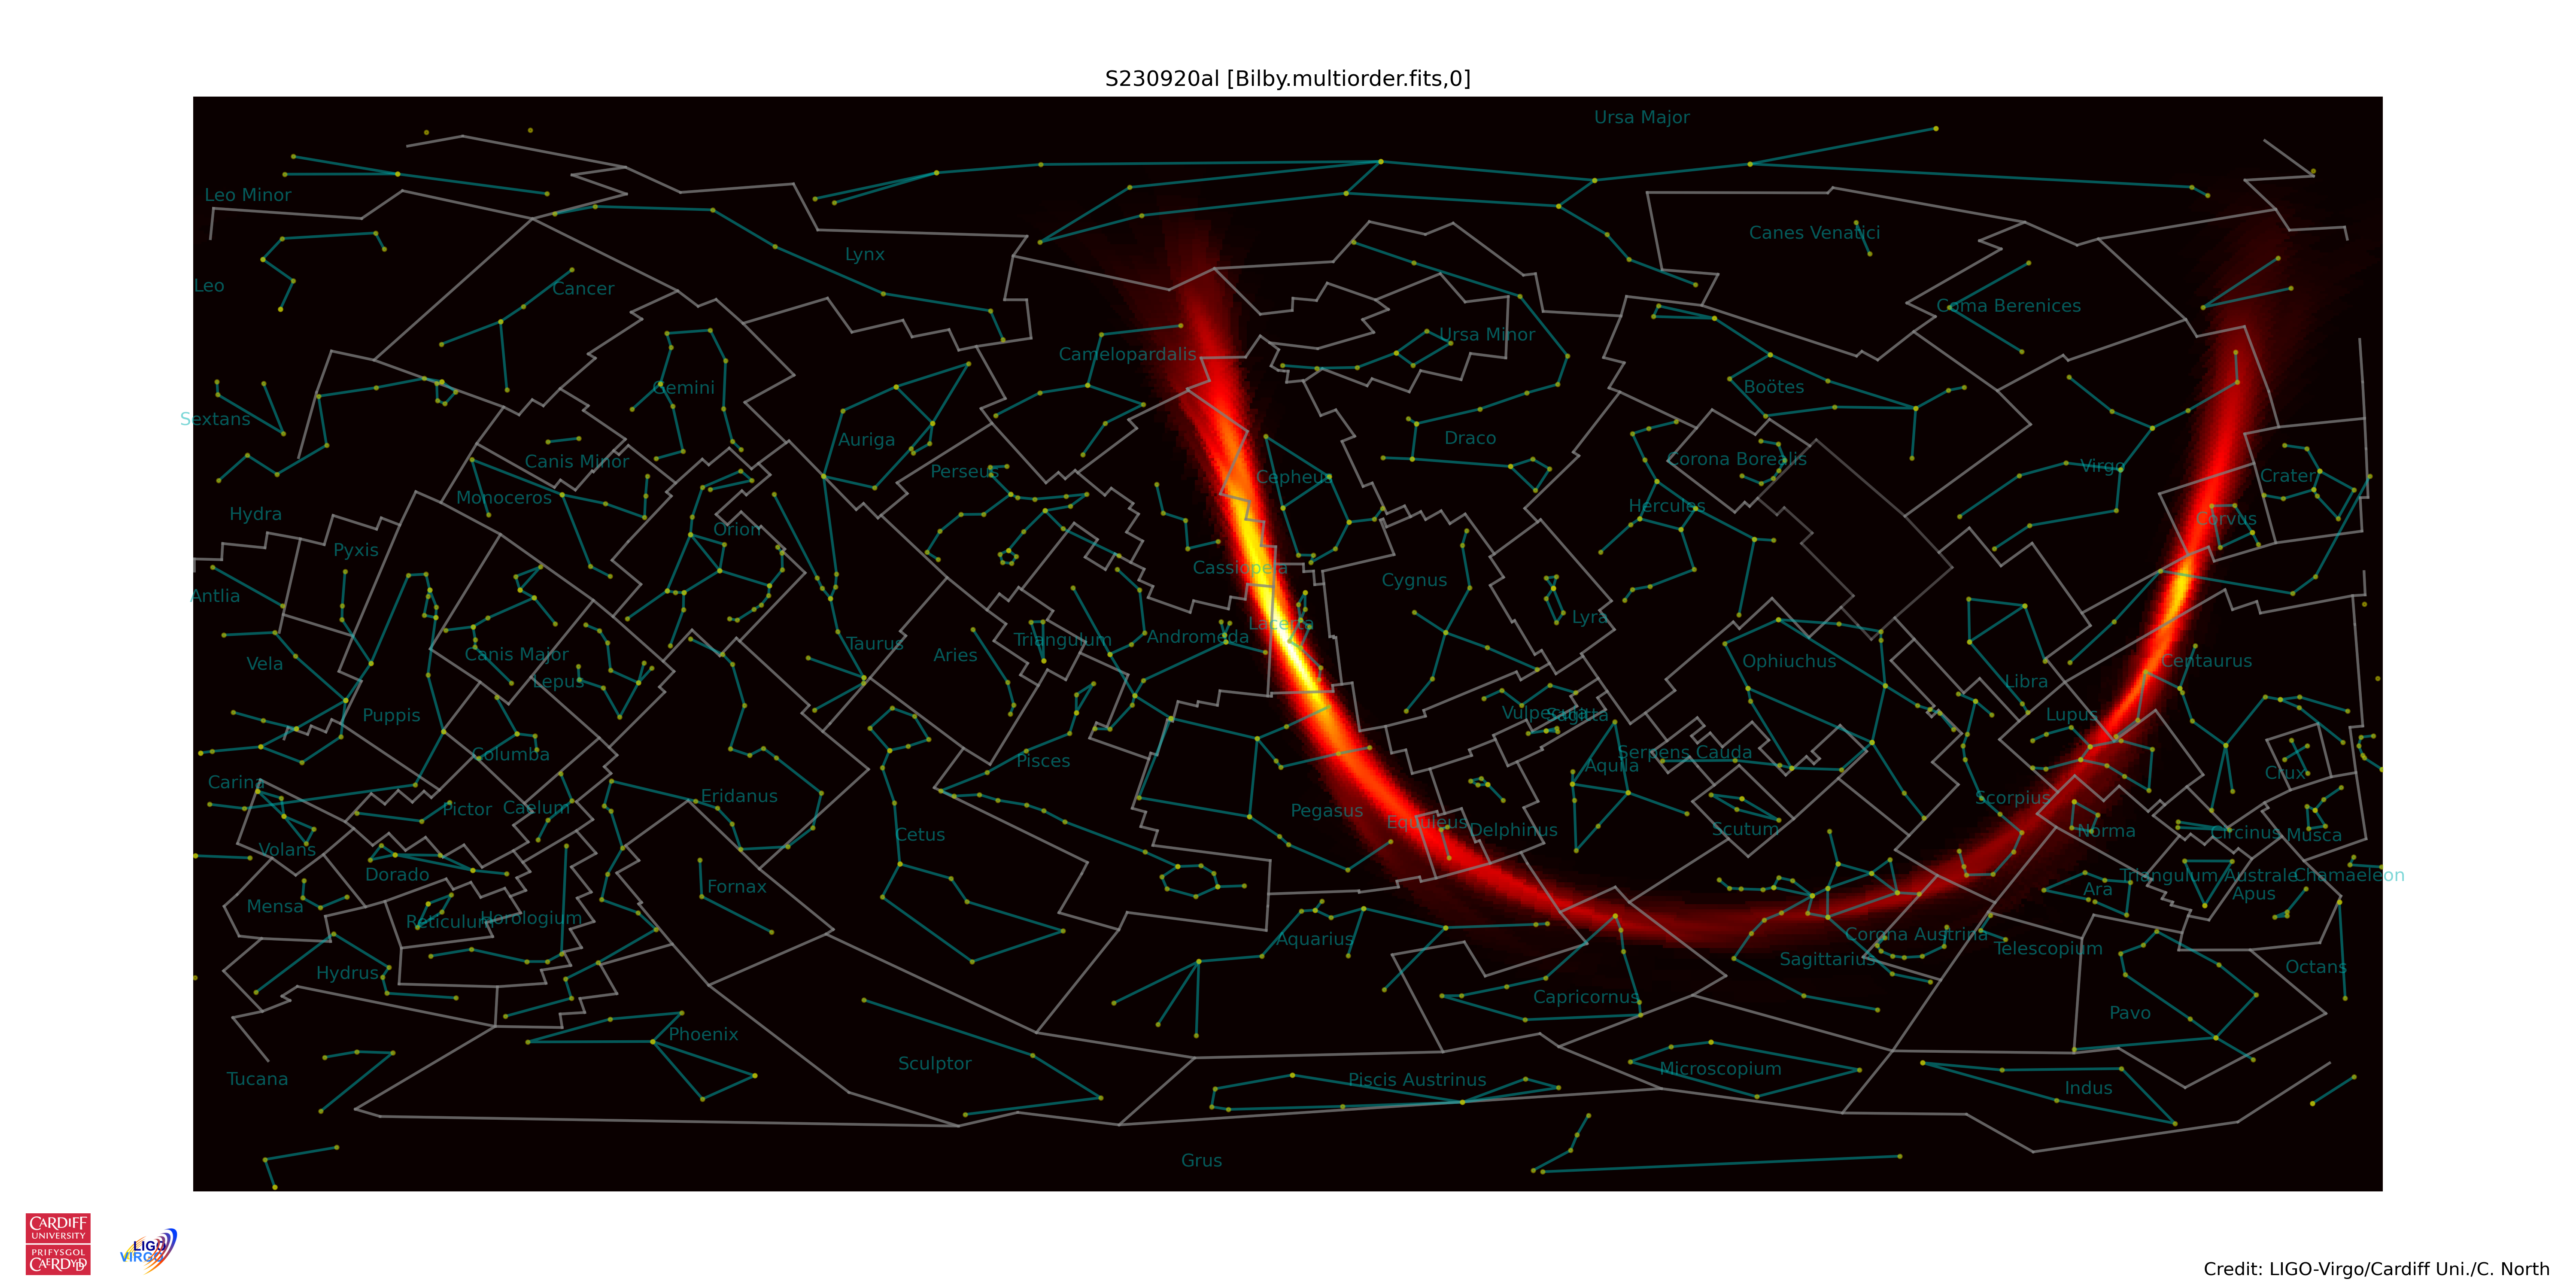 S230920al [Bilby.multiorder.fits,0]
Ursa Major
Leo Minor
Canes Venatici
Lynx
Leo
Cancer
Coma Berenices
Ursa Minor
Camelopardalis
Gemini
Boötes
Sextans
Auriga
Draco
Canis Minor
Corona Borealis
Perseus
Virgo
Cepheus
Crater
Monoceros
Hercules
Hydra
Orion
Corvus
Pyxis
Cassiopeia
Cygnus
Antlia
Lyra
Lacerta
Andromeda
Triangulum
Taurus
Aries
Canis Major
Vela
Ophiuchus
Centaurus
Lepus
Libra
Puppis
Vulpecula
Sagitta
Lupus
Columba
Serpens Cauda
Pisces
Aquila
Crux
Carina
Eridanus
Scorpius
Pictor
Caelum
Pegasus
Equuleus
Delphinus
Scutum
Norma
Circinus
Musca
Cetus
Volans
Dorado
Triangulum Australe
Chamaeleon
Fornax
Ara
Apus
Mensa
Reticulum
Horologium
Aquarius
Corona Austrina
Telescopium
Sagittarius
Octans
Hydrus
Capricornus
Pavo
Phoenix
Sculptor
Microscopium
Tucana
Piscis Austrinus
Indus
Grus
CARDIFF
UNIVERSITY
PRIFYSGOL
CAERDYDD
LIGO
VIRGO
Credit: LIGO-Virgo/Cardiff Uni./C. North